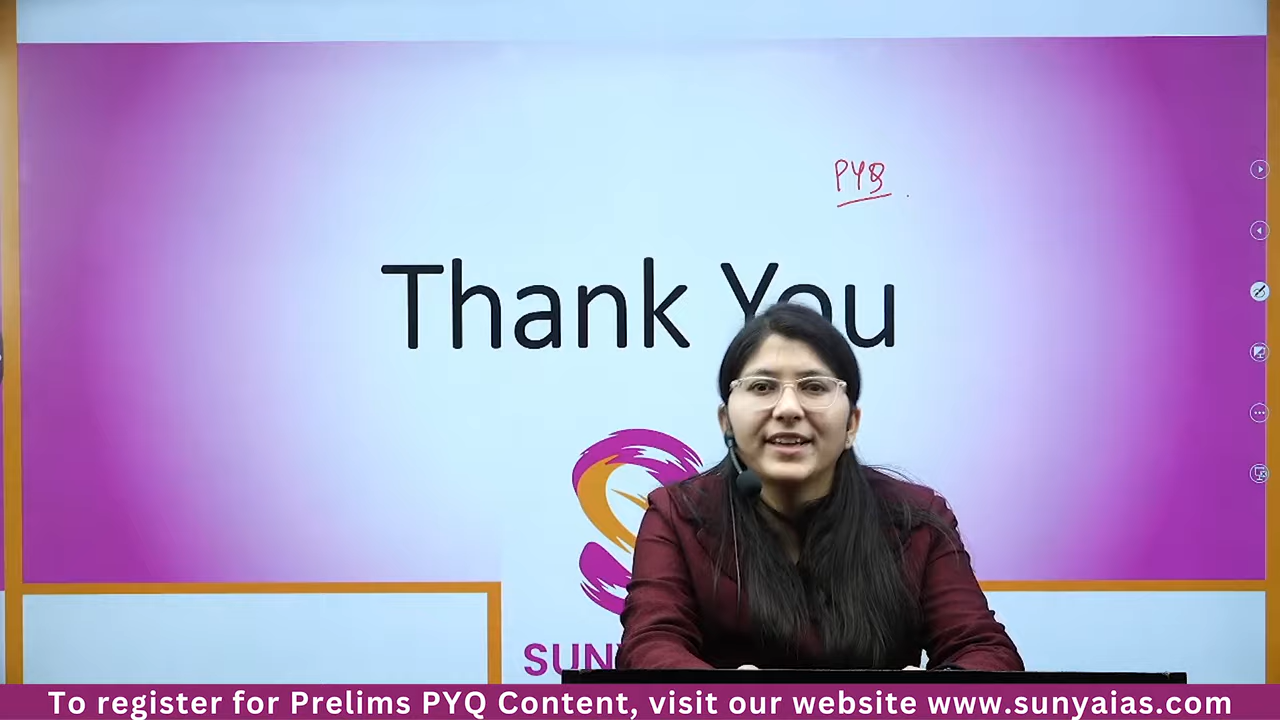 PYQ
Thank You
SUN
To register for Prelims PYQ Content, visit our website www.sunyaias.com